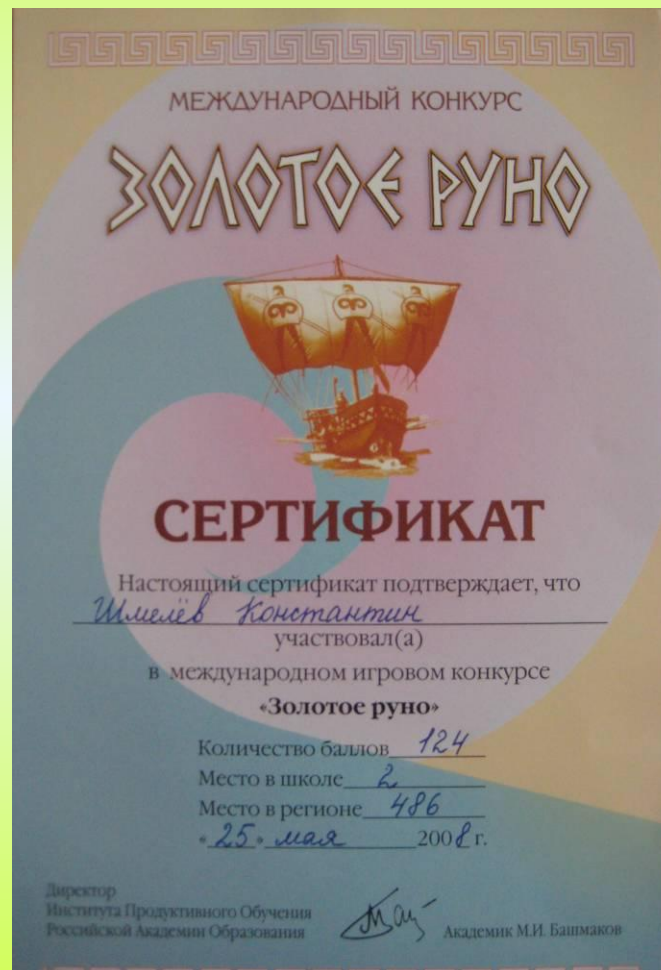 МЕЖДУНАРОДНЫЙ КОНКУРС
ЗОЛОТОЕ РУНО
СЕРТИФИКАТ
Настоящий сертификат подтверждает, что
Шмелёв Константин
участвовал(а)
в международном игровом конкурсе
«Золотое руно»
Количество баллов 124
Место в школе 2
Место в регионе 486
«25» мая 2008 г.
Директор
Института Продуктивного Обучения
Российской Академии Образования
Академик М.И. Башмаков